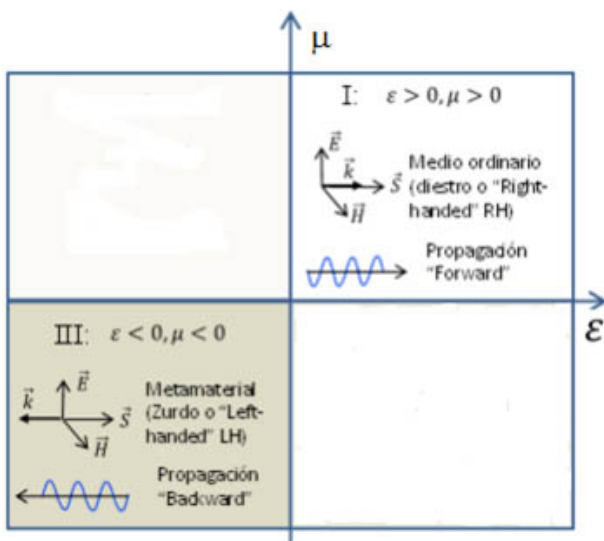 μ
I: ε > 0, μ > 0
E⃗
k⃗
S⃗
H⃗
Medio ordinario
(diestro o “Right-
handed” RH)
Propagación
“Forward”
ε
III: ε < 0, μ < 0
k⃗
E⃗
S⃗
H⃗
Metamaterial
(Zurdo o “Left-
handed” LH)
Propagación
“Backward”